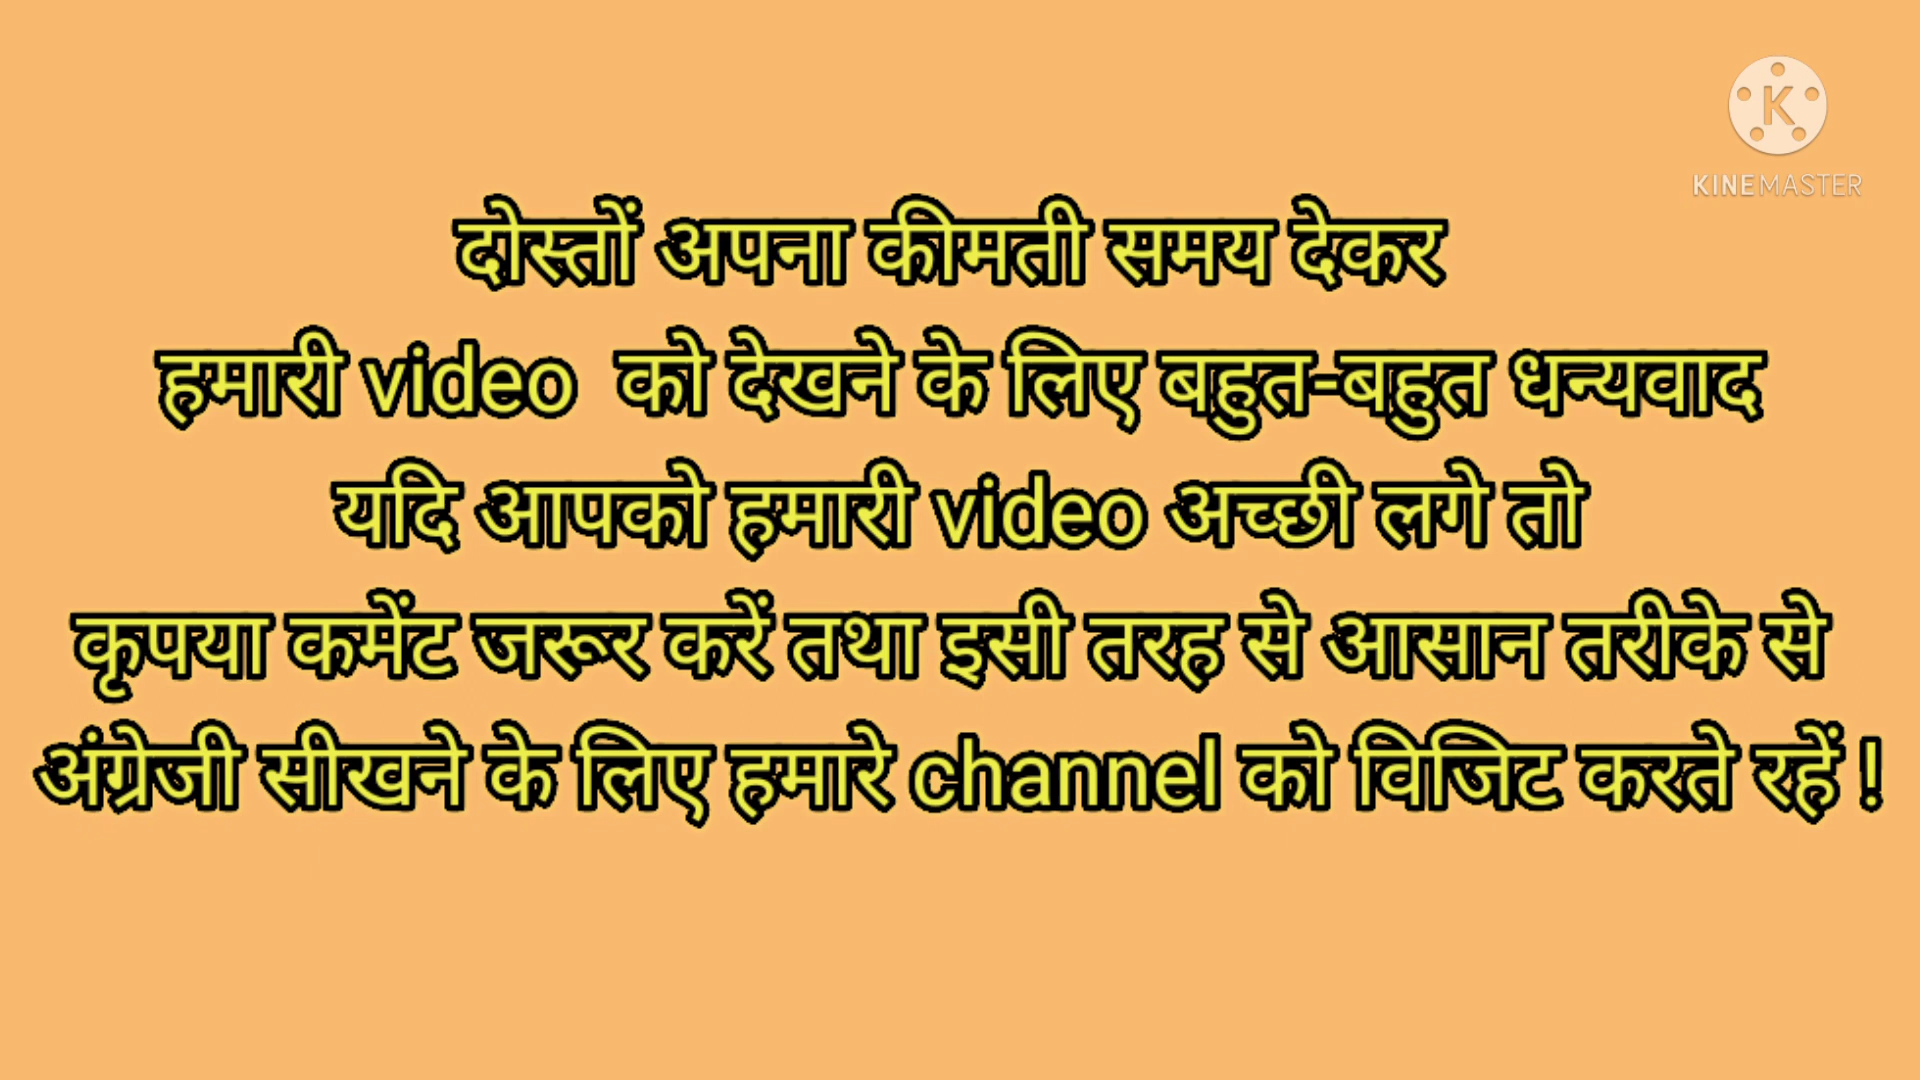 KINEMASTER
दोस्तों अपना कीमती समय देकर
हमारी video को देखने के लिए बहुत-बहुत धन्यवाद
यदि आपको हमारी video अच्छी लगे तो
कृपया कमेंट जरूर करें तथा इसी तरह से आसान तरीके से
अंग्रेजी सीखने के लिए हमारे channel को विजिट करते रहें !